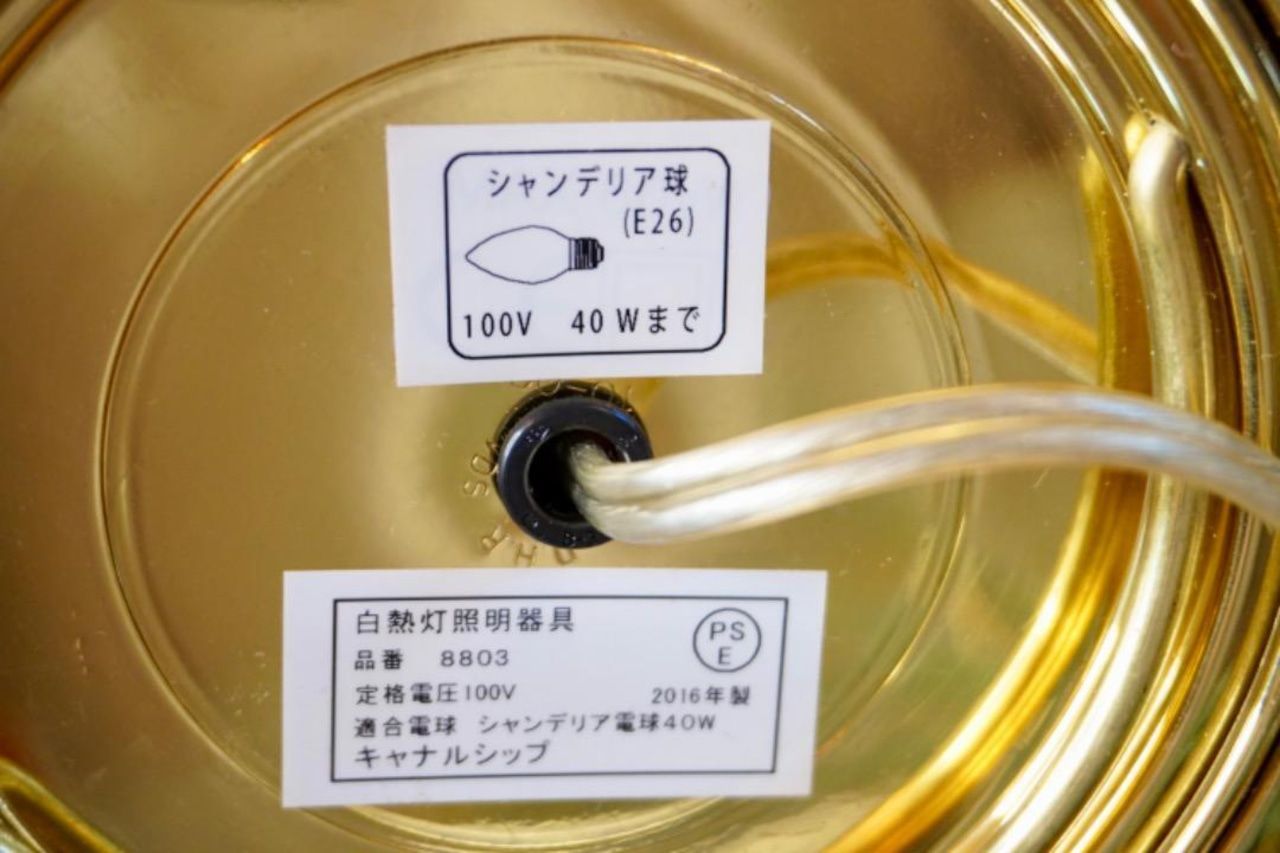 シャンデリア球
(E26)
100V 40Wまで
白熱灯照明器具
PS
E
品番 8803
定格電圧100V 2016年製
適合電球 シャンデリア電球40W
キャナルシップ